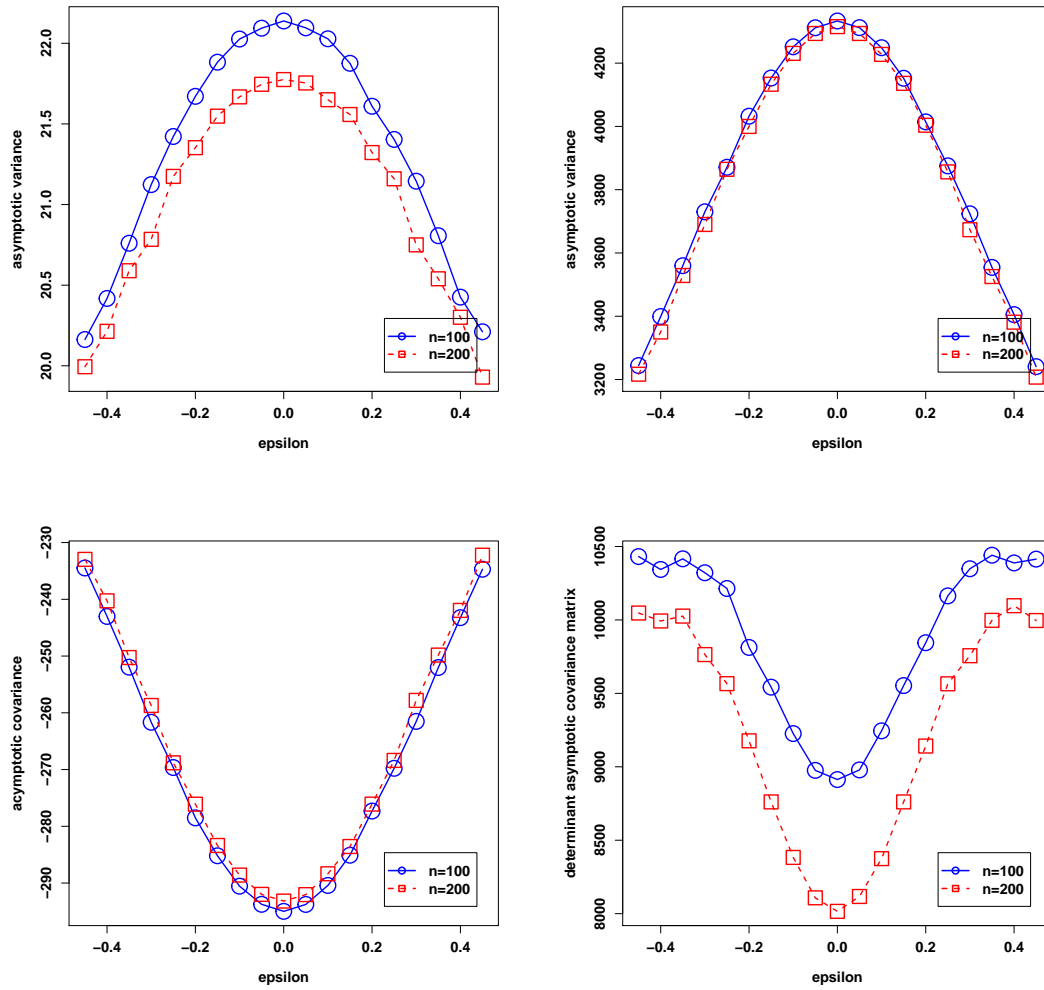 asymptotic variance
22.0
21.5
21.0
20.5
20.0
n=100
n=200
−0.4 −0.2 0.0 0.2 0.4
epsilon
asymptotic variance
4200
4000
3800
3600
3400
3200
n=100
n=200
−0.4 −0.2 0.0 0.2 0.4
epsilon
acymptotic covariance
-230
-240
-250
-260
-270
-280
-290
n=100
n=200
−0.4 −0.2 0.0 0.2 0.4
epsilon
determinant asymptotic covariance matrix
10500
10000
9500
9000
8500
8000
n=100
n=200
−0.4 −0.2 0.0 0.2 0.4
epsilon